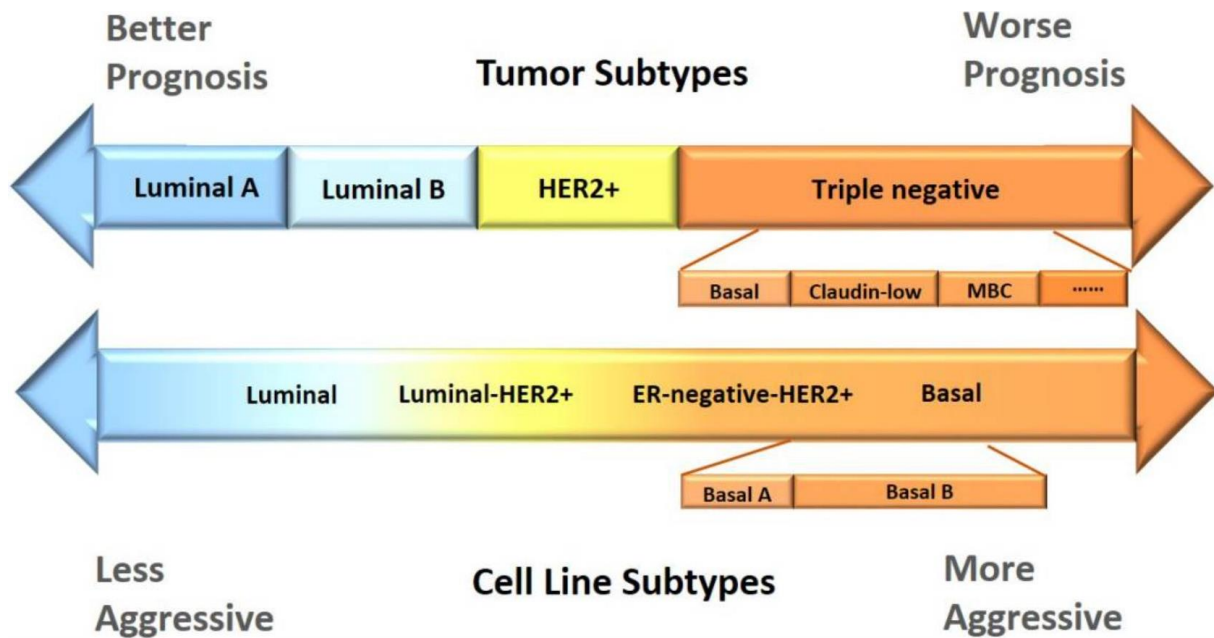 Better
Prognosis
Tumor Subtypes
Worse
Prognosis
Luminal A
Luminal B
HER2+
Triple negative
Basal
Claudin-low
MBC
......
Luminal
Luminal-HER2+
ER-negative-HER2+
Basal
Basal A
Basal B
Less
Aggressive
Cell Line Subtypes
More
Aggressive